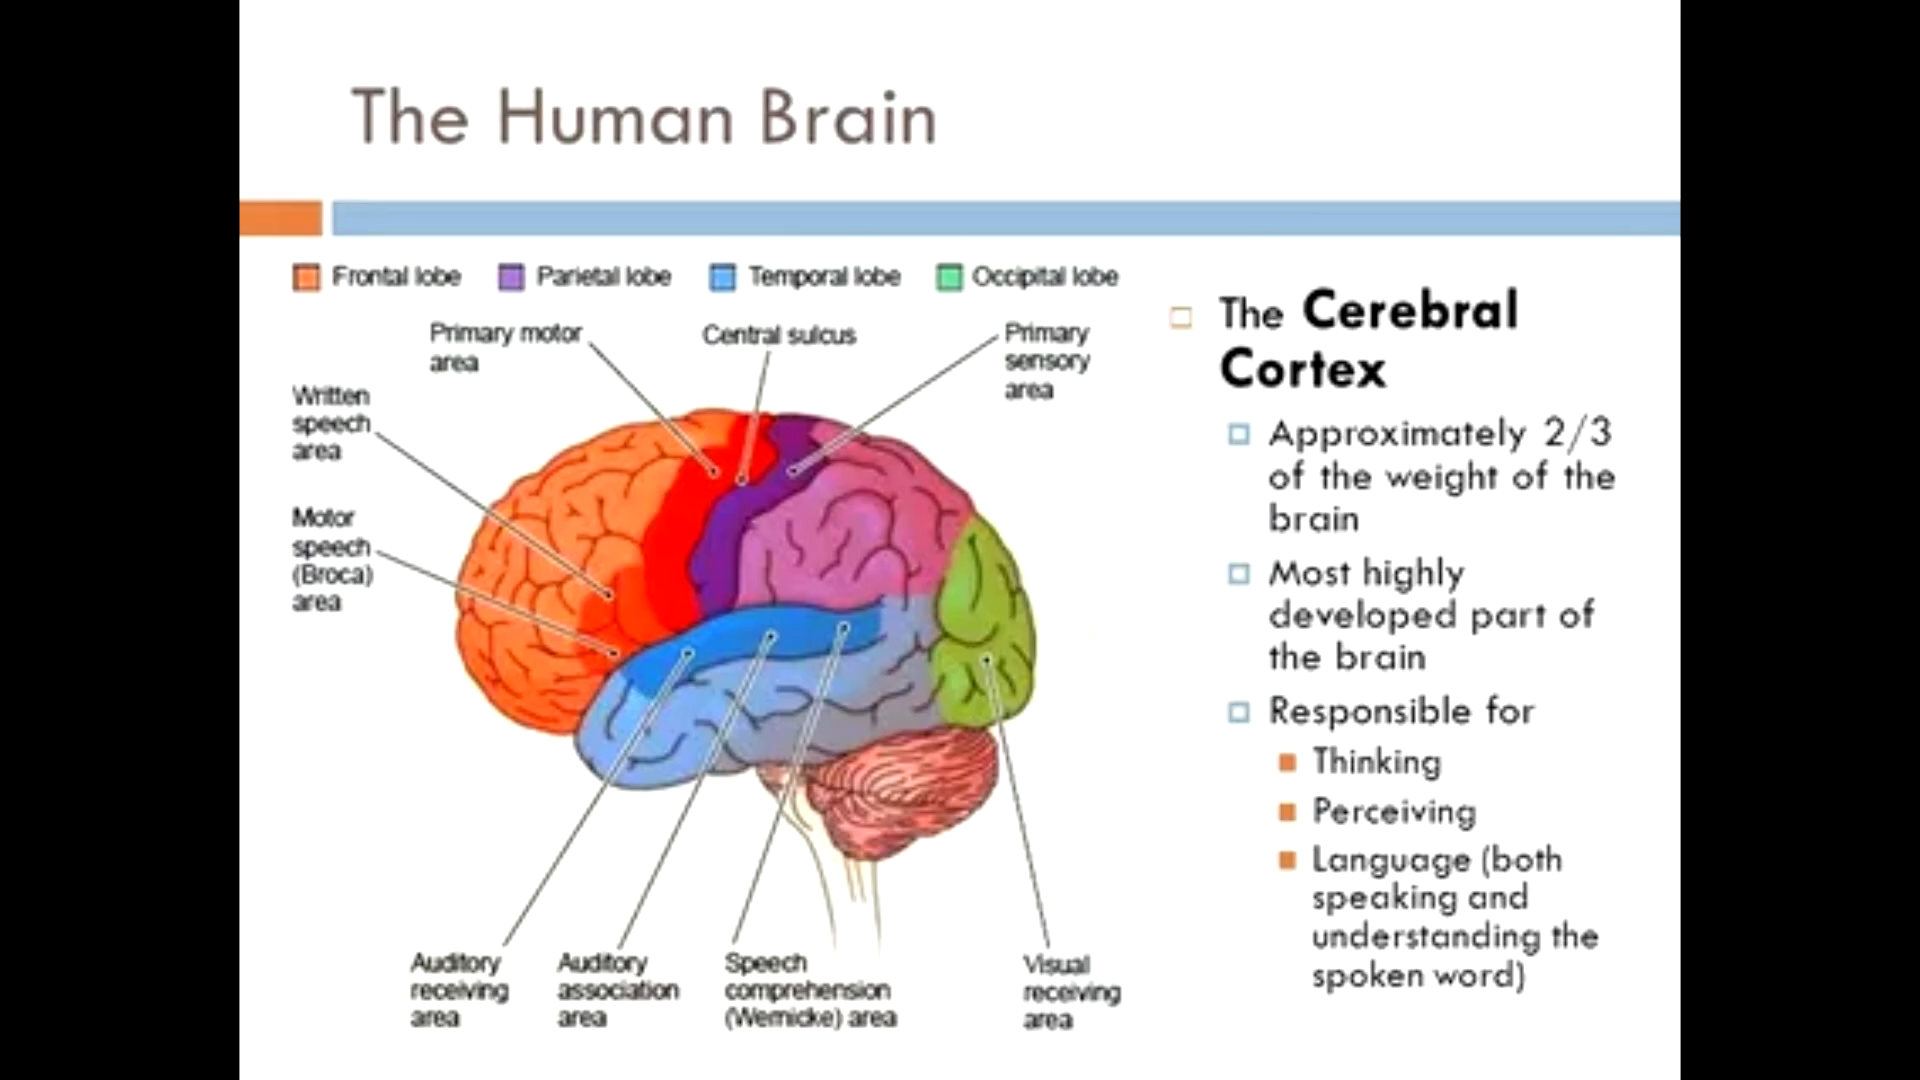 The Human Brain
Frontal lobe
Parietal lobe
Temporal lobe
Occipital lobe
Primary motor
area
Central sulcus
Primary
sensory
area
Written
speech
area
Motor
speech
(Broca)
area
Auditory
receiving
area
Auditory
association
area
Speech
comprehension
(Wernicke) area
Visual
receiving
area
The Cerebral
Cortex
Approximately 2/3
of the weight of the
brain
Most highly
developed part of
the brain
Responsible for
Thinking
Perceiving
Language (both
speaking and
understanding the
spoken word)